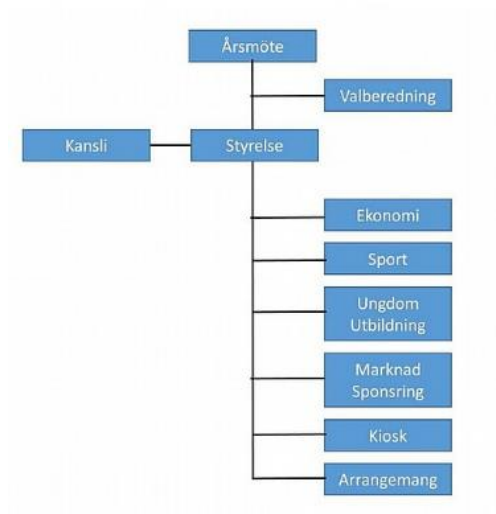 Årsmöte
Valberedning
Kansli
Styrelse
Ekonomi
Sport
Ungdom
Utbildning
Marknad
Sponsring
Kiosk
Arrangemang